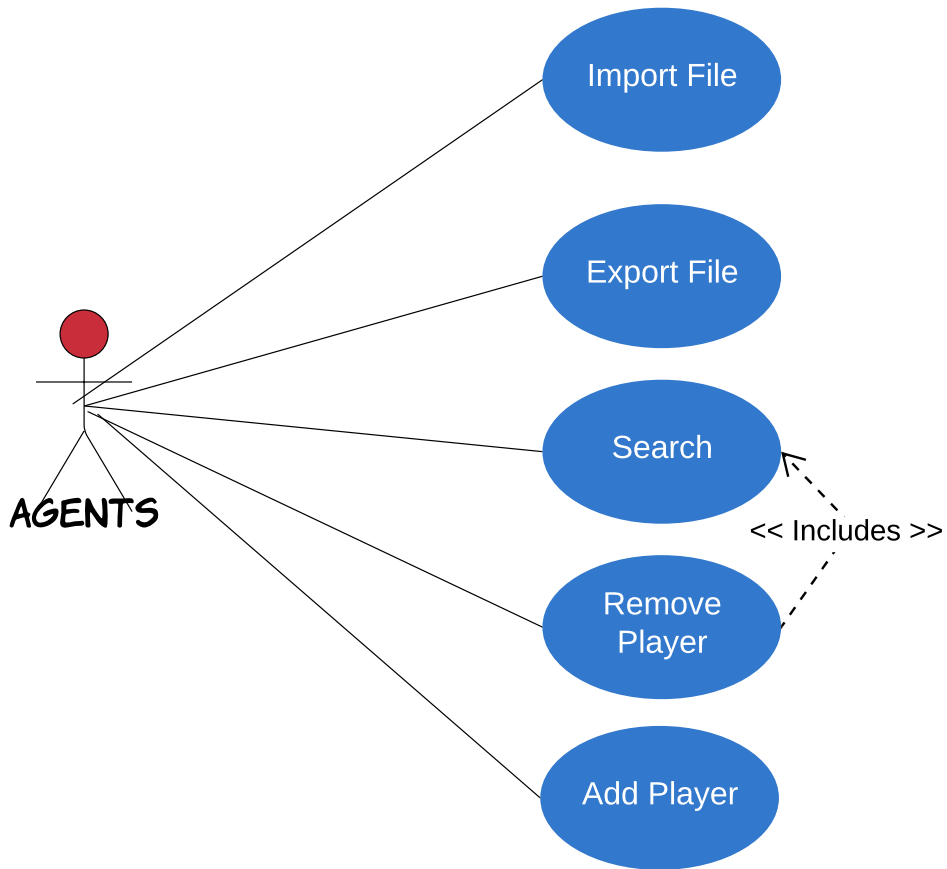 Import File
Export File
Search
AGENTS
<< Includes >>
Remove
Player
Add Player